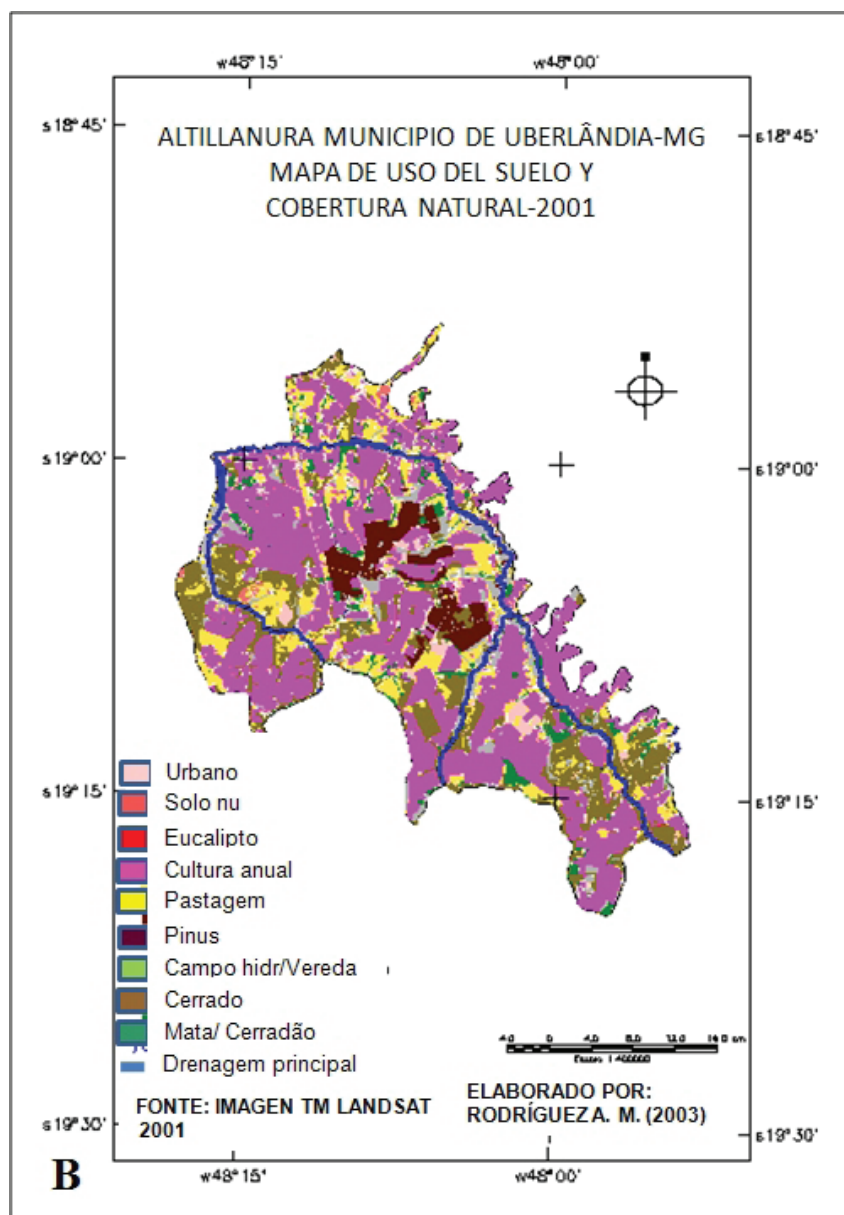 w48°15' w48°00'
s18°45' s18°45'
ALTILLANURA MUNICIPIO DE UBERLÂNDIA-MG
MAPA DE USO DEL SUELO Y
COBERTURA NATURAL-2001
s19°00' s19°00'
s19°15' s19°15'
Urbano
Solo nu
Eucalipto
Cultura anual
Pastagem
Pinus
Campo hidr/Vereda
Cerrado
Mata/ Cerradão
Drenagem principal
FONTE: IMAGEN TM LANDSAT
2001
ELABORADO POR:
RODRÍGUEZ A. M. (2003)
s19°30' s19°30'
B
w48°15' w48°00'